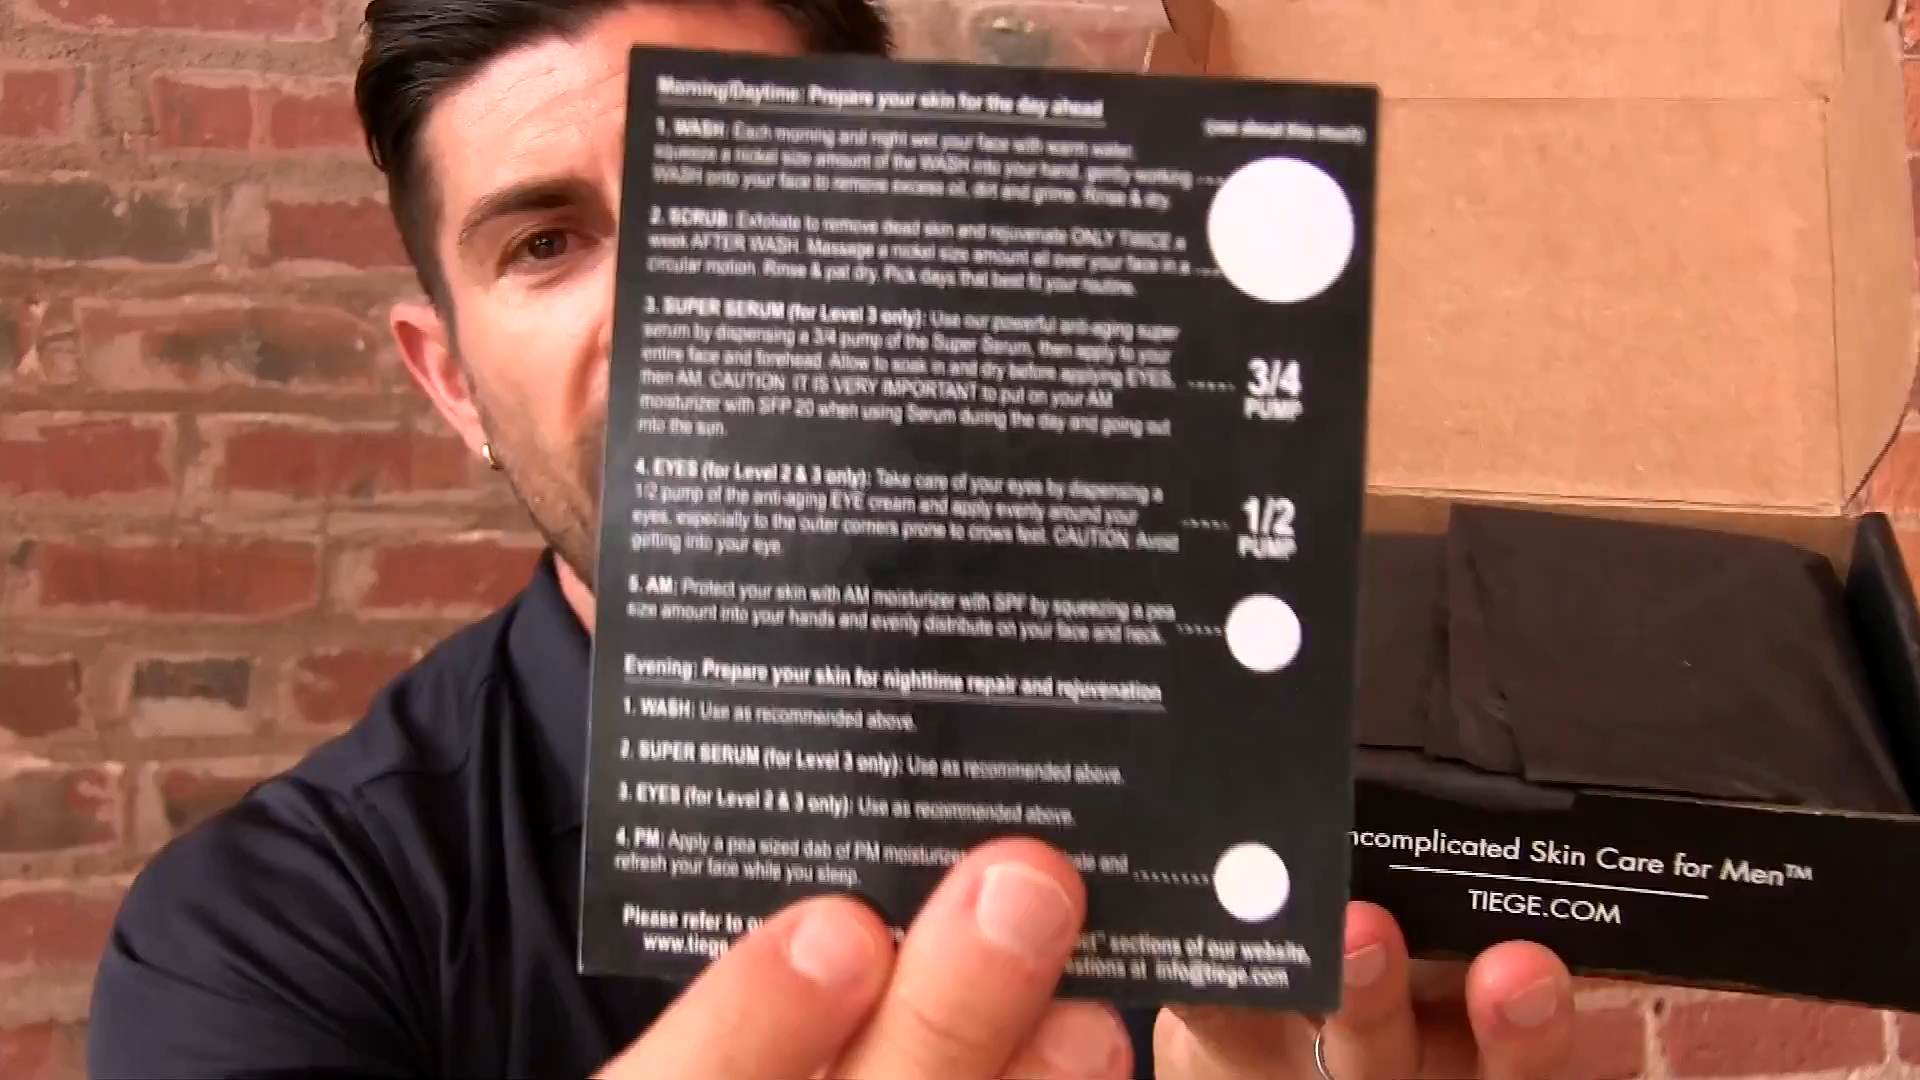 Morning/Daytime: Prepare your skin for the day ahead
(use about this much)
1. WASH: Each morning and night wet your face with warm water,
squeeze a nickel size amount of the WASH into your hand, gently working
WASH onto your face to remove excess oil, dirt and grime. Rinse & dry.
2. SCRUB: Exfoliate to remove dead skin and rejuvenate ONLY TWICE a
week AFTER WASH. Massage a nickel size amount all over your face in a
circular motion. Rinse & pat dry. Pick days that best fit your routine.
3. SUPER SERUM (for Level 3 only): Use our powerful anti-aging super
serum by dispensing a 3/4 pump of the Super Serum, then apply to your
entire face and forehead. Allow to soak in and dry before applying EYES,
then AM. CAUTION: IT IS VERY IMPORTANT to put on your AM
moisturizer with SFP 20 when using Serum during the day and going out
into the sun.
3/4
PUMP
4. EYES (for Level 2 & 3 only): Take care of your eyes by dispensing a
1/2 pump of the anti-aging EYE cream and apply evenly around your
eyes, especially to the outer corners prone to crows feet. CAUTION: Avoid
getting into your eye.
1/2
PUMP
5. AM: Protect your skin with AM moisturizer with SPF by squeezing a pea
size amount into your hands and evenly distribute on your face and neck.
Evening: Prepare your skin for nighttime repair and rejuvenation
1. WASH: Use as recommended above.
2. SUPER SERUM (for Level 3 only): Use as recommended above.
3. EYES (for Level 2 & 3 only): Use as recommended above.
4. PM: Apply a pea sized dab of PM moisturizer and
refresh your face while you sleep.
Please refer to sections of our website,
www.tiege at info@tiege.com
ncomplicated Skin Care for Men™
TIEGE.COM